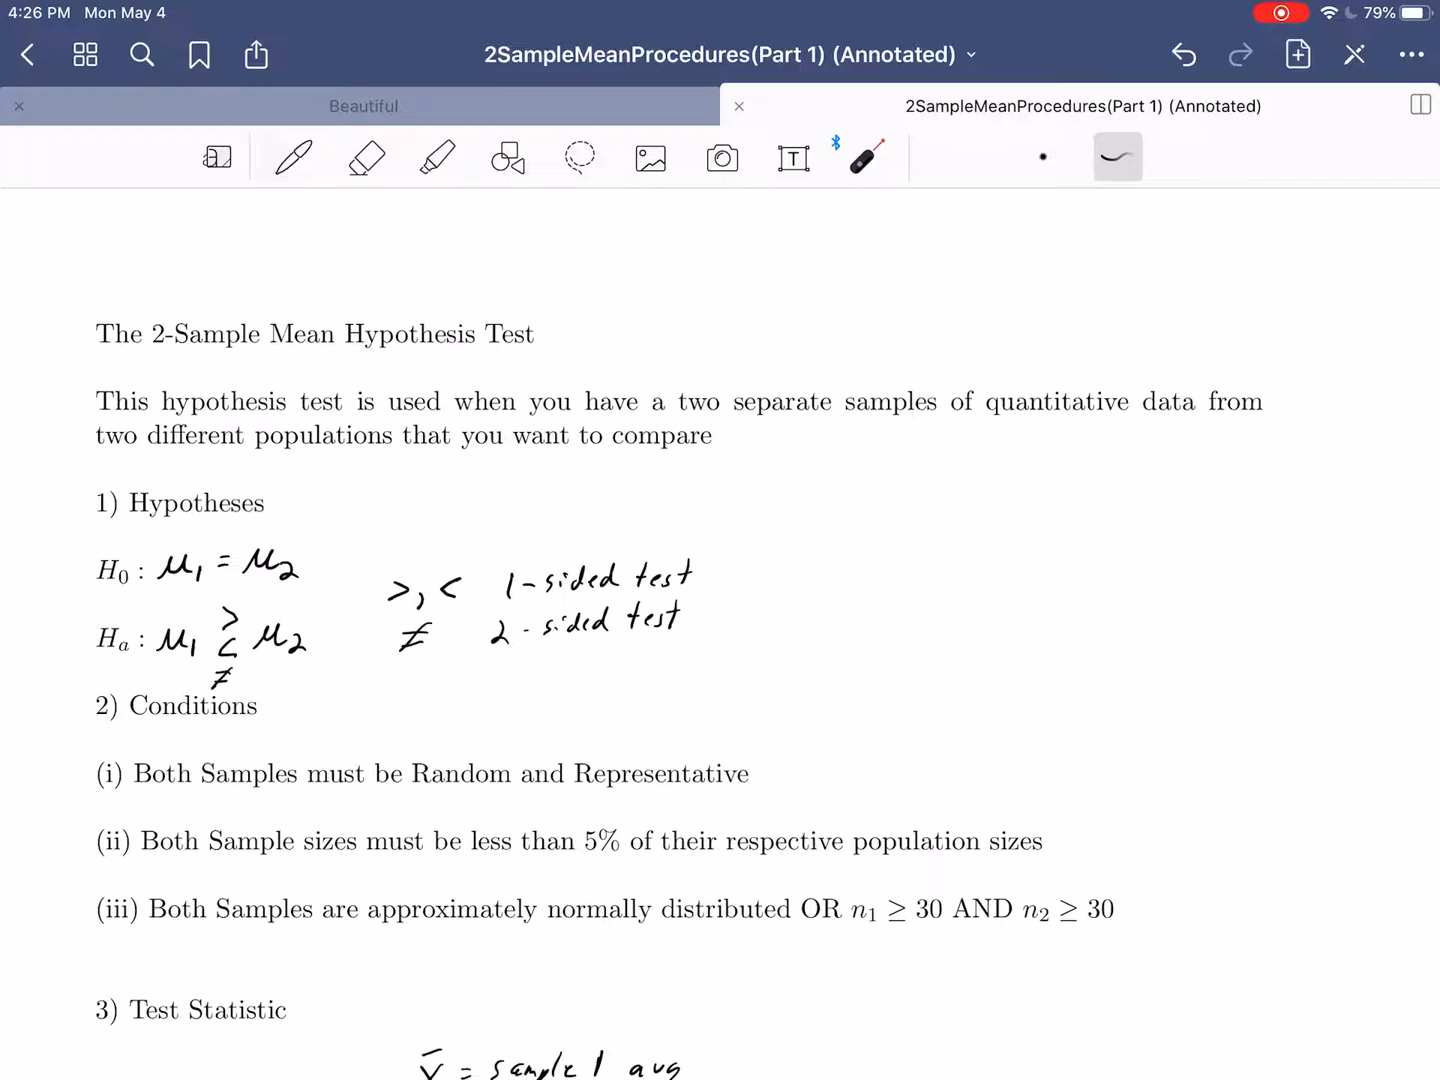 4:26 PM Mon May 4
79%
2SampleMeanProcedures(Part 1) (Annotated)
Beautiful
2SampleMeanProcedures(Part 1) (Annotated)
The 2-Sample Mean Hypothesis Test
This hypothesis test is used when you have a two separate samples of quantitative data from
two different populations that you want to compare
1) Hypotheses
H₀ : μ₁ = μ₂
>, < 1-sided test
Hₐ : μ₁ > < ≠ μ₂
≠ 2-sided test
2) Conditions
(i) Both Samples must be Random and Representative
(ii) Both Sample sizes must be less than 5% of their respective population sizes
(iii) Both Samples are approximately normally distributed OR n₁ ≥ 30 AND n₂ ≥ 30
3) Test Statistic
= sample 1 avg